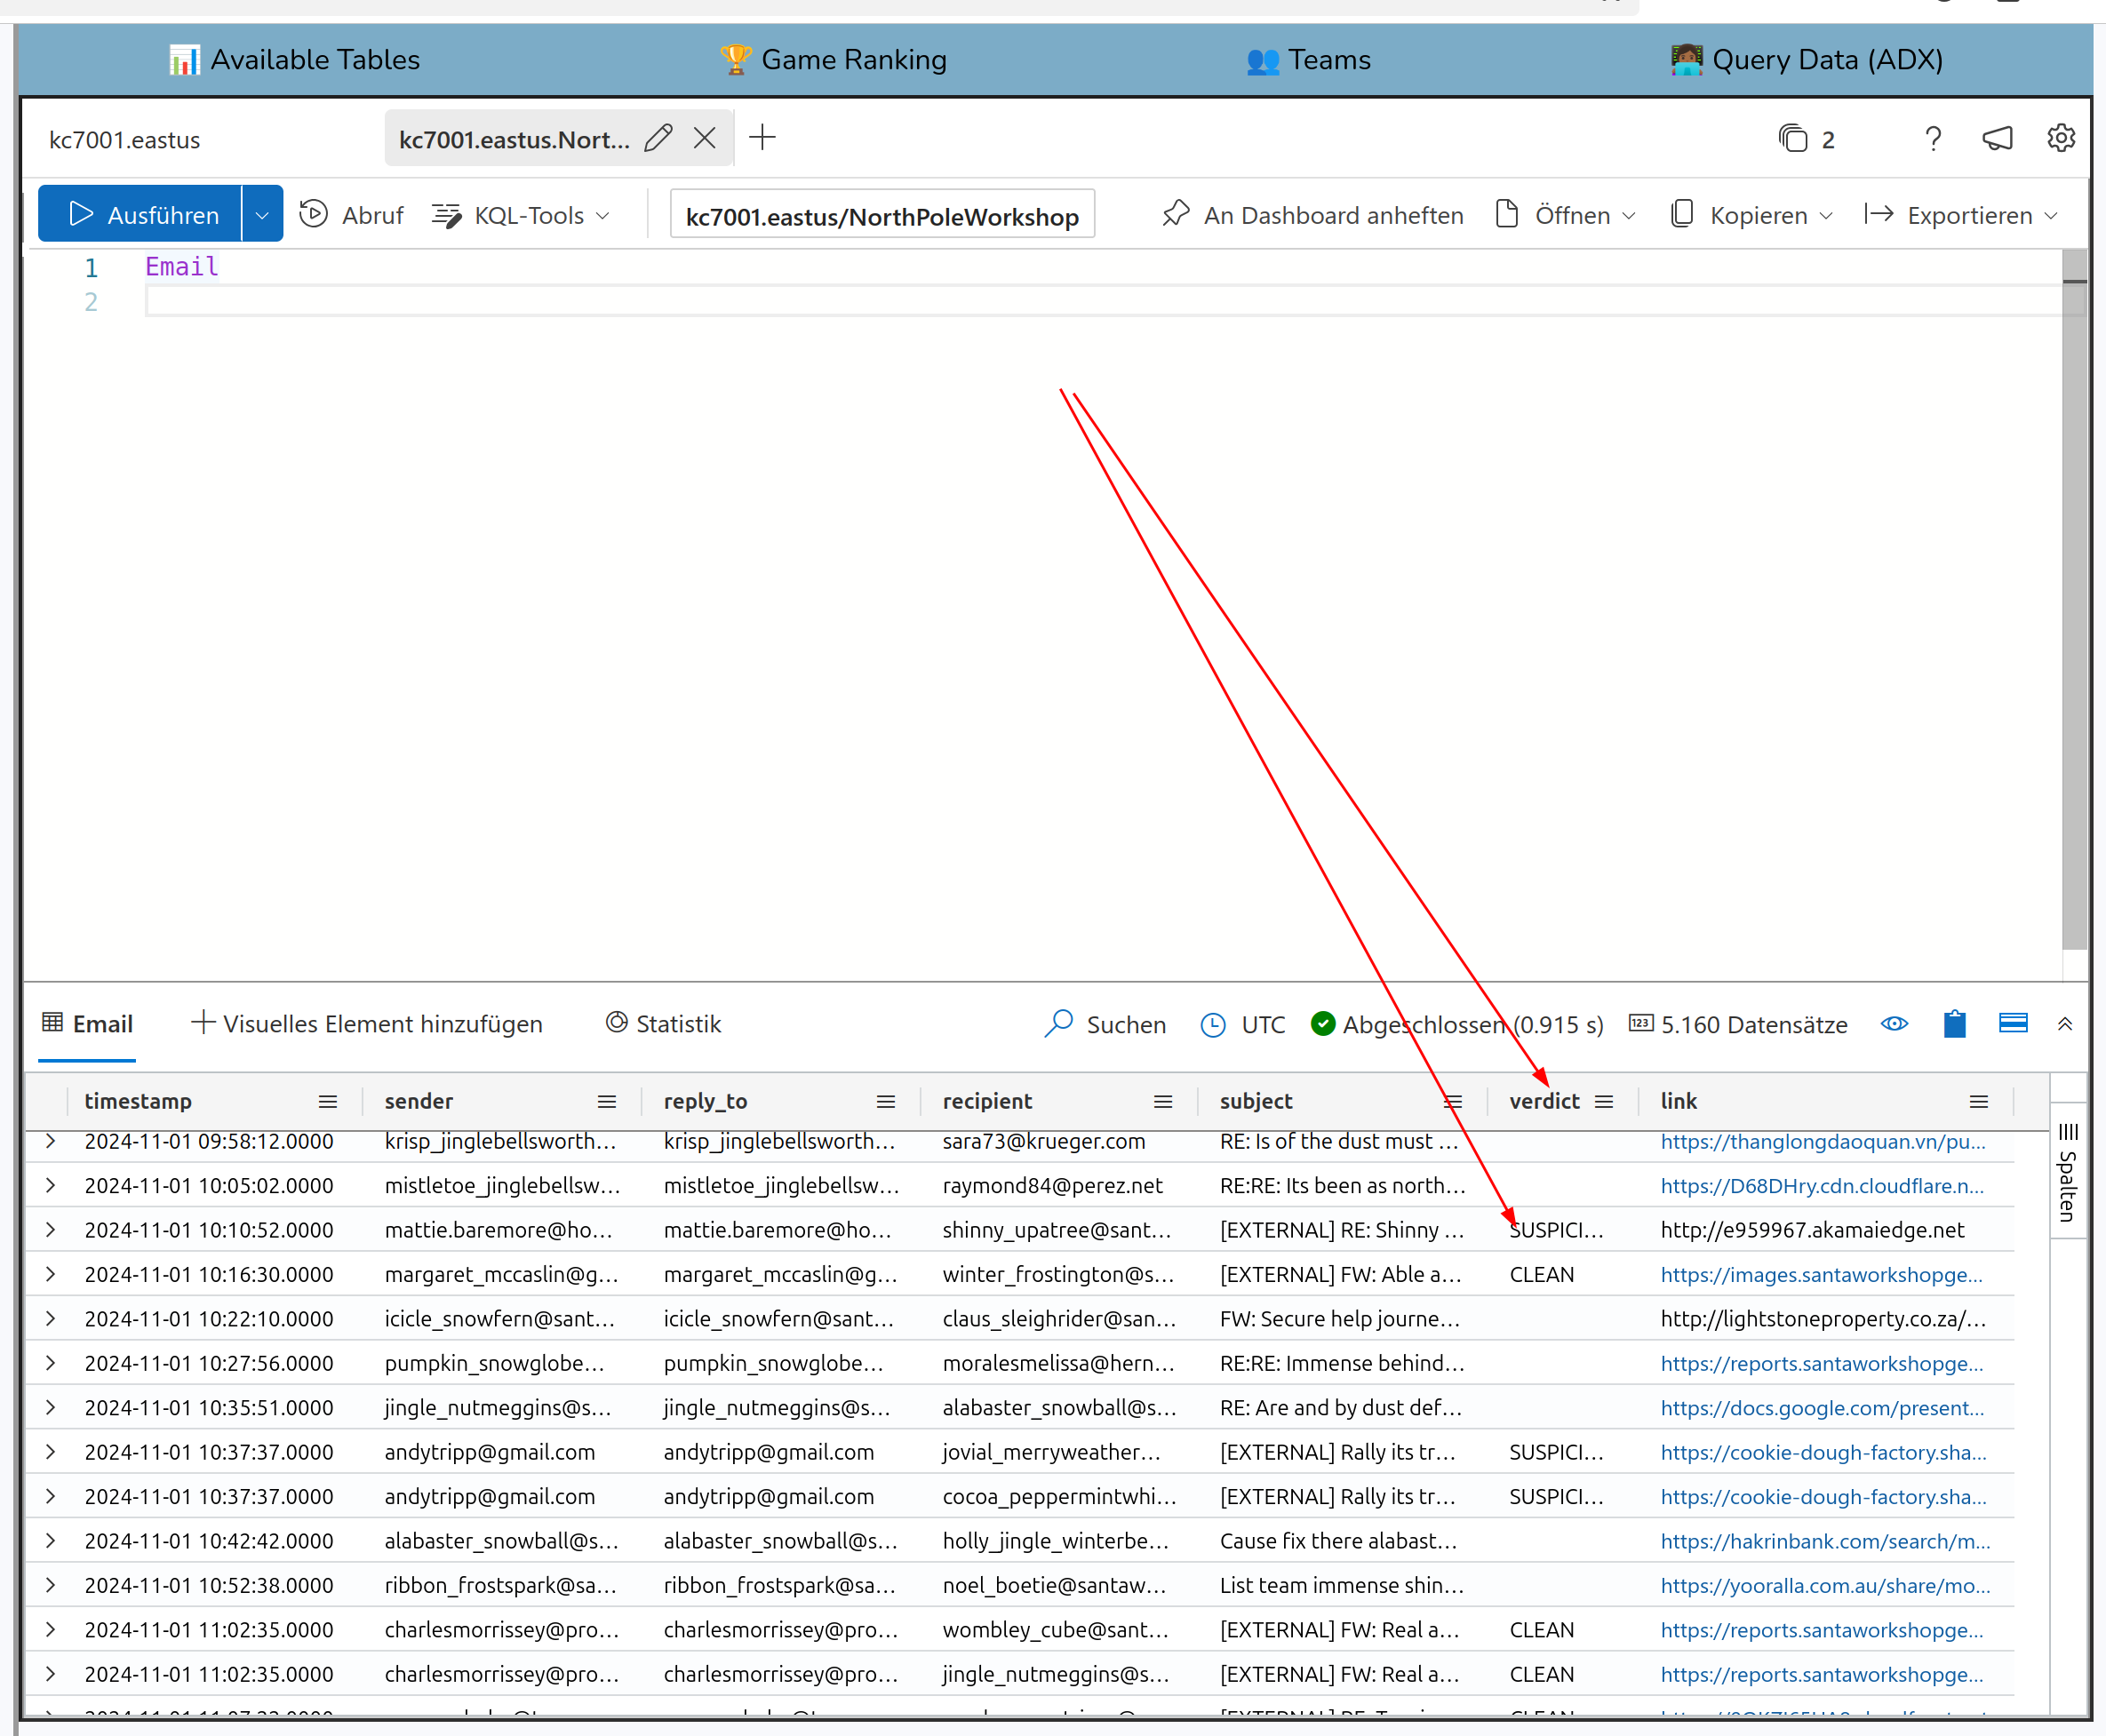 Available Tables Game Ranking Teams Query Data (ADX)
kc7001.eastus kc7001.eastus.Nort... 2
Ausführen Abruf KQL-Tools kc7001.eastus/NorthPoleWorkshop An Dashboard anheften Öffnen Kopieren Exportieren
1 Email
2
Email Visuelles Element hinzufügen Statistik Suchen UTC Abgeschlossen (0.915 s) 5.160 Datensätze
timestamp sender reply_to recipient subject verdict link
Spalten
2024-11-01 09:58:12.0000 krisp_jinglebellsworth... krisp_jinglebellsworth... sara73@krueger.com RE: Is of the dust must ... https://thanglongdaoquan.vn/pu...
2024-11-01 10:05:02.0000 mistletoe_jinglebellsw... mistletoe_jinglebellsw... raymond84@perez.net RE:RE: Its been as north... https://D68DHry.cdn.cloudflare.n...
2024-11-01 10:10:52.0000 mattie.baremore@ho... mattie.baremore@ho... shinny_upatree@sant... [EXTERNAL] RE: Shinny ... SUSPICI... http://e959967.akamaiedge.net
2024-11-01 10:16:30.0000 margaret_mccaslin@g... margaret_mccaslin@g... winter_frostington@s... [EXTERNAL] FW: Able a... CLEAN https://images.santaworkshopge...
2024-11-01 10:22:10.0000 icicle_snowfern@sant... icicle_snowfern@sant... claus_sleighrider@san... FW: Secure help journe... http://lightstoneproperty.co.za/...
2024-11-01 10:27:56.0000 pumpkin_snowglobe... pumpkin_snowglobe... moralesmelissa@hern... RE:RE: Immense behind... https://reports.santaworkshopge...
2024-11-01 10:35:51.0000 jingle_nutmeggins@s... jingle_nutmeggins@s... alabaster_snowball@s... RE: Are and by dust def... https://docs.google.com/present...
2024-11-01 10:37:37.0000 andytripp@gmail.com andytripp@gmail.com jovial_merryweather... [EXTERNAL] Rally its tr... SUSPICI... https://cookie-dough-factory.sha...
2024-11-01 10:37:37.0000 andytripp@gmail.com andytripp@gmail.com cocoa_peppermintwhi... [EXTERNAL] Rally its tr... SUSPICI... https://cookie-dough-factory.sha...
2024-11-01 10:42:42.0000 alabaster_snowball@s... alabaster_snowball@s... holly_jingle_winterbe... Cause fix there alabast... https://hakrinbank.com/search/m...
2024-11-01 10:52:38.0000 ribbon_frostspark@sa... ribbon_frostspark@sa... noel_boetie@santaw... List team immense shin... https://yooralla.com.au/share/mo...
2024-11-01 11:02:35.0000 charlesmorrissey@pro... charlesmorrissey@pro... wombley_cube@sant... [EXTERNAL] FW: Real a... CLEAN https://reports.santaworkshopge...
2024-11-01 11:02:35.0000 charlesmorrissey@pro... charlesmorrissey@pro... jingle_nutmeggins@s... [EXTERNAL] FW: Real a... CLEAN https://reports.santaworkshopge...